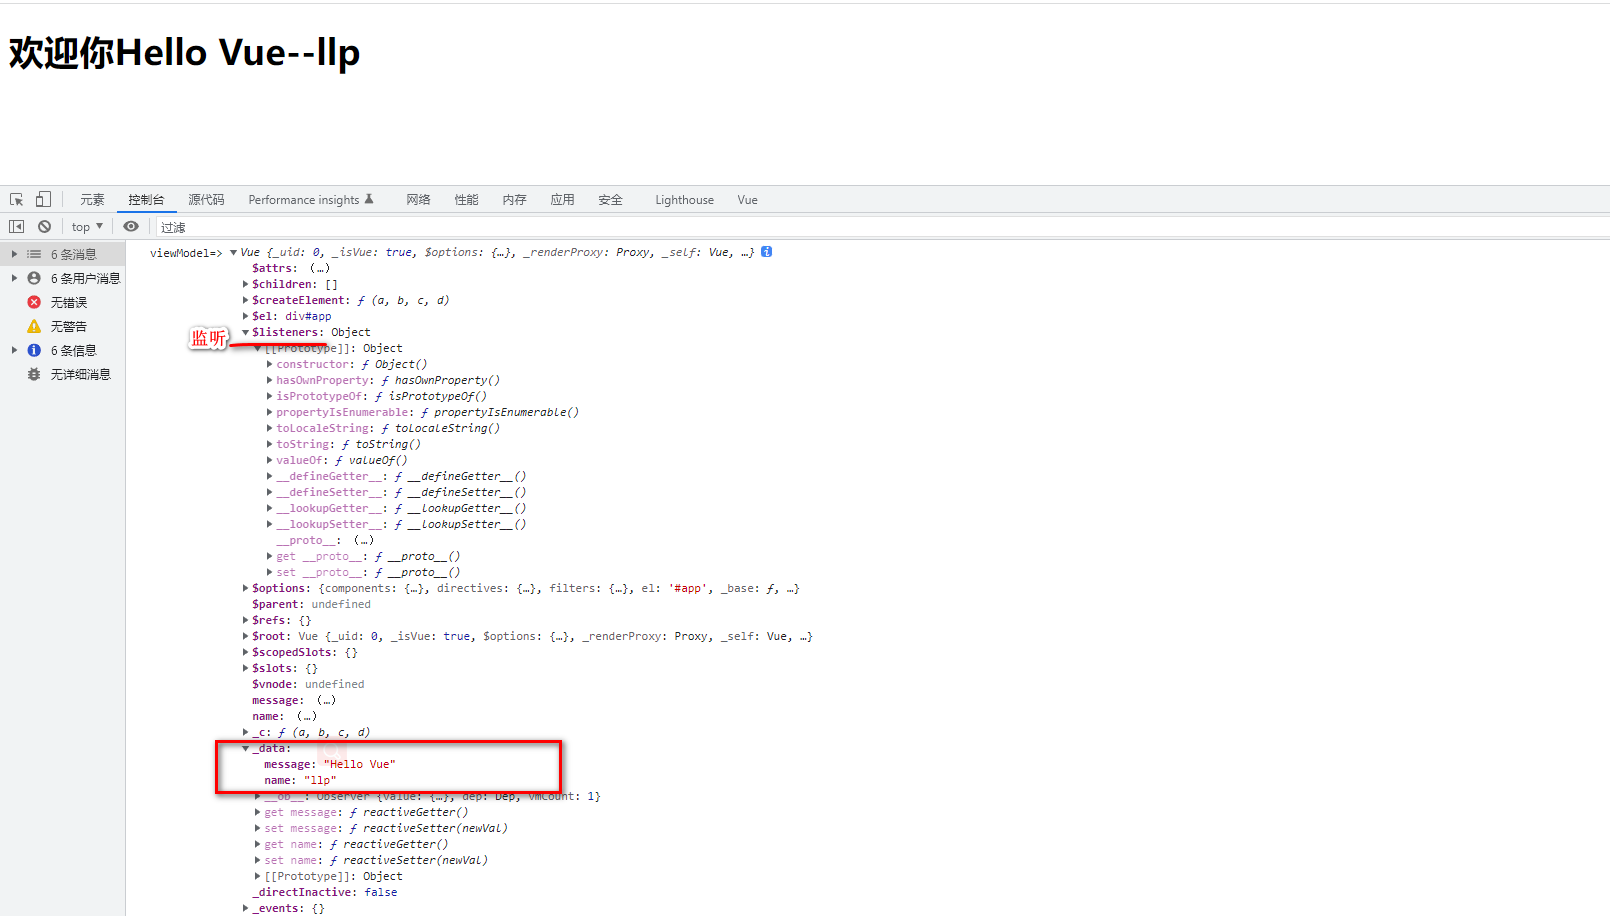 欢迎你Hello Vue--llp
元素 控制台 源代码 Performance insights 网络 性能 内存 应用 安全 Lighthouse Vue
top ▼ 过滤
6 条消息
6 条用户消息
无错误
无警告
6 条信息
无详细消息
viewModel=> ▼Vue {_uid: 0, _isVue: true, $options: {…}, _renderProxy: Proxy, _self: Vue, …} i
$attrs: (…)
▶$children: []
▶$createElement: ƒ (a, b, c, d)
▶$el: div#app
监听 ▼$listeners: Object
▼[[Prototype]]: Object
▶constructor: ƒ Object()
▶hasOwnProperty: ƒ hasOwnProperty()
▶isPrototypeOf: ƒ isPrototypeOf()
▶propertyIsEnumerable: ƒ propertyIsEnumerable()
▶toLocaleString: ƒ toLocaleString()
▶toString: ƒ toString()
▶valueOf: ƒ valueOf()
▶__defineGetter__: ƒ __defineGetter__()
▶__defineSetter__: ƒ __defineSetter__()
▶__lookupGetter__: ƒ __lookupGetter__()
▶__lookupSetter__: ƒ __lookupSetter__()
__proto__: (…)
▶get __proto__: ƒ __proto__()
▶set __proto__: ƒ __proto__()
▶$options: {components: {…}, directives: {…}, filters: {…}, el: '#app', _base: ƒ, …}
$parent: undefined
▶$refs: {}
▶$root: Vue {_uid: 0, _isVue: true, $options: {…}, _renderProxy: Proxy, _self: Vue, …}
▶$scopedSlots: {}
▶$slots: {}
$vnode: undefined
message: (…)
name: (…)
▶_c: ƒ (a, b, c, d)
▼_data:
message: "Hello Vue"
name: "llp"
▶__ob__: Observer {value: {…}, dep: Dep, vmCount: 1}
▶get message: ƒ reactiveGetter()
▶set message: ƒ reactiveSetter(newVal)
▶get name: ƒ reactiveGetter()
▶set name: ƒ reactiveSetter(newVal)
▶[[Prototype]]: Object
_directInactive: false
▶_events: {}